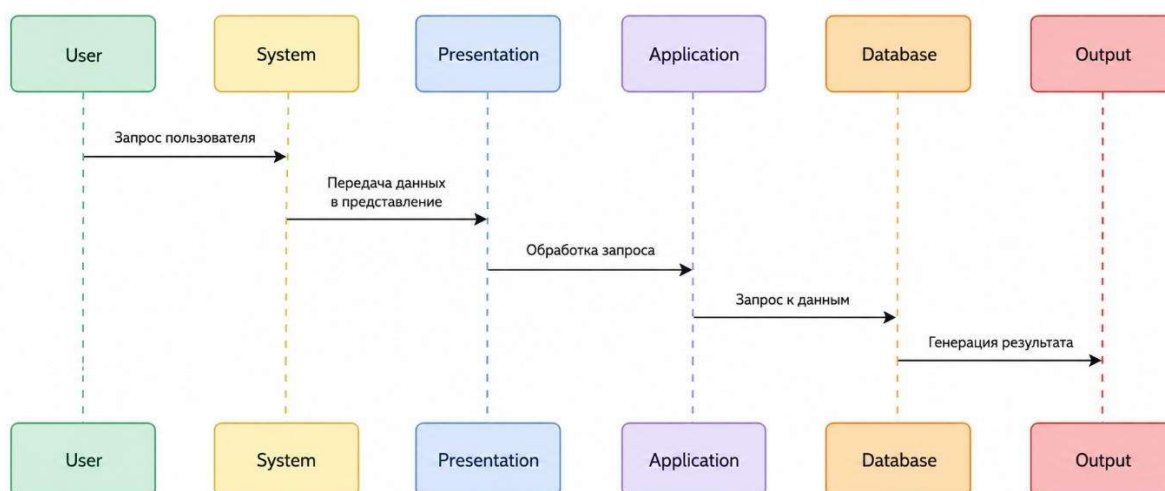 User
System
Presentation
Application
Database
Output
Запрос пользователя
Передача данных
в представление
Обработка запроса
Запрос к данным
Генерация результата
User
System
Presentation
Application
Database
Output